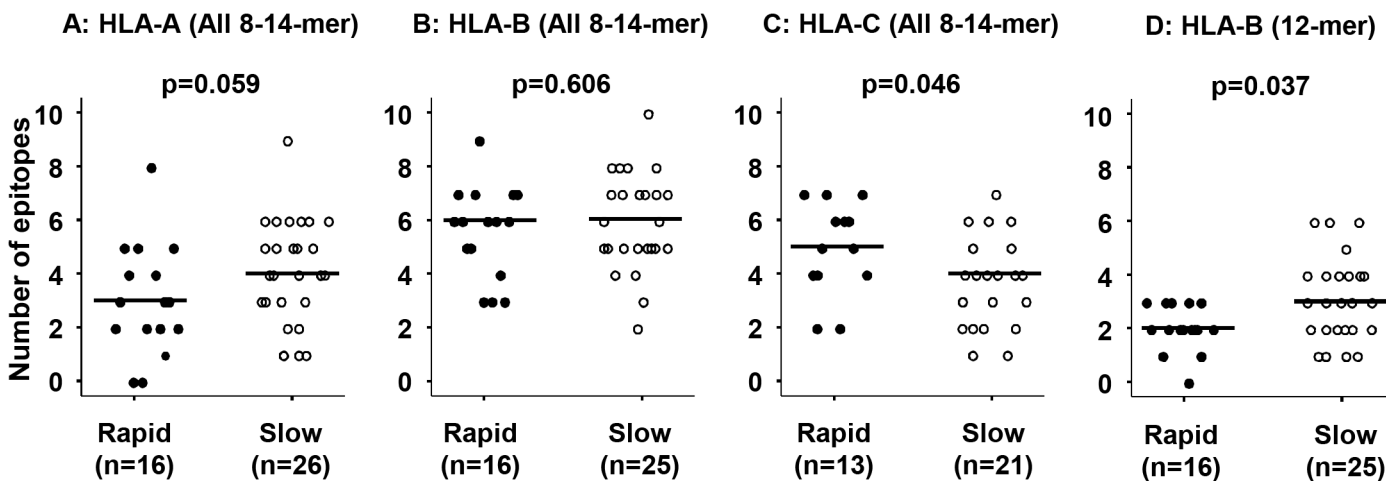 A: HLA-A (All 8-14-mer)
B: HLA-B (All 8-14-mer)
C: HLA-C (All 8-14-mer)
D: HLA-B (12-mer)
p=0.059
p=0.606
p=0.046
p=0.037
Number of epitopes
10
8
6
4
2
0
10
8
6
4
2
0
10
8
6
4
2
0
10
8
6
4
2
0
Rapid
(n=16)
Slow
(n=26)
Rapid
(n=16)
Slow
(n=25)
Rapid
(n=13)
Slow
(n=21)
Rapid
(n=16)
Slow
(n=25)